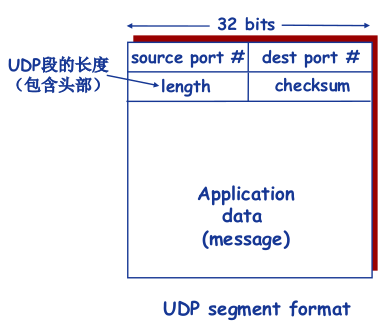 32 bits
source port # dest port #
UDP段的长度
（包含头部）
length checksum
Application
data
(message)
UDP segment format